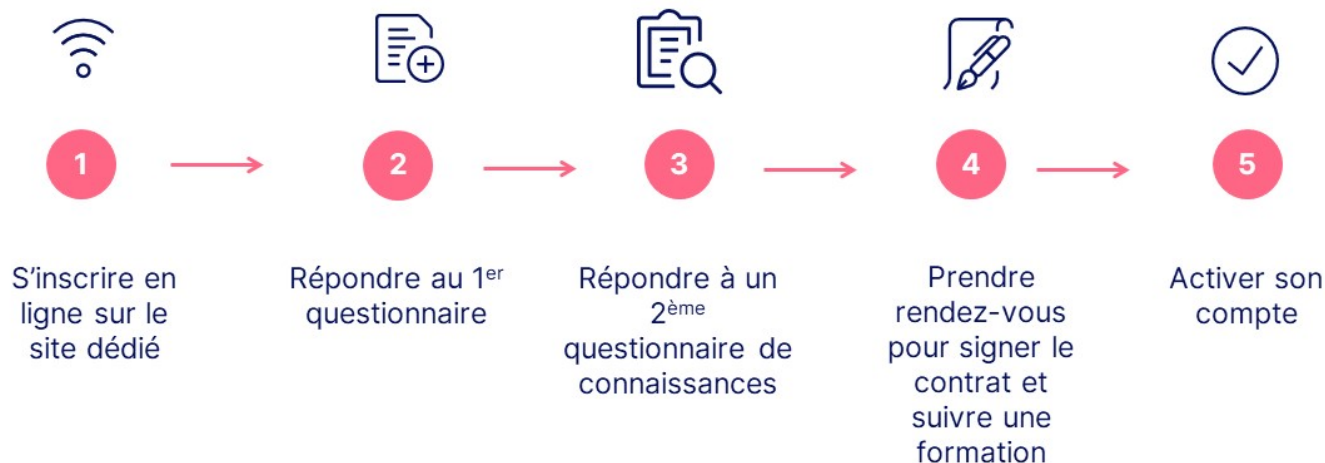 1
2
3
4
5
S'inscrire en
ligne sur le
site dédié
Répondre au 1er
questionnaire
Répondre à un
2ème
questionnaire de
connaissances
Prendre
rendez-vous
pour signer le
contrat et
suivre une
formation
Activer son
compte